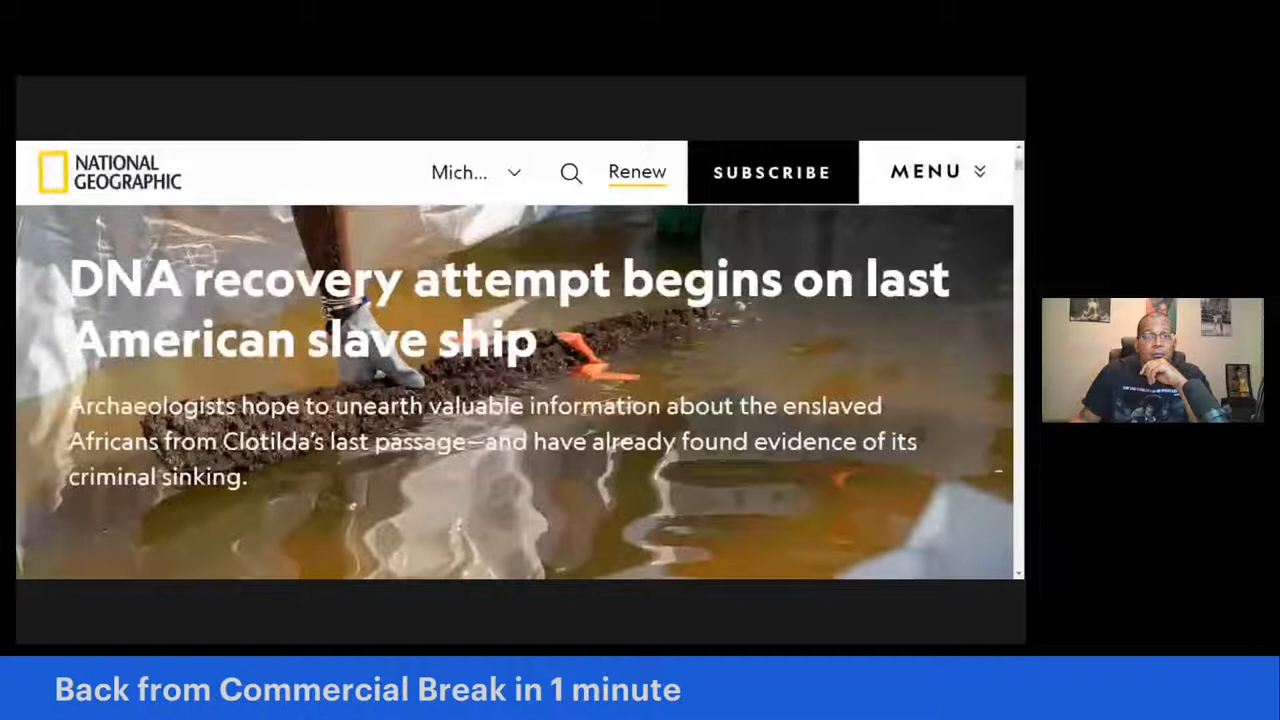 NATIONAL
GEOGRAPHIC
Mich...
Renew
SUBSCRIBE
MENU
DNA recovery attempt begins on last
American slave ship
Archaeologists hope to unearth valuable information about the enslaved
Africans from Clotilda's last passage—and have already found evidence of its
criminal sinking.
Back from Commercial Break in 1 minute